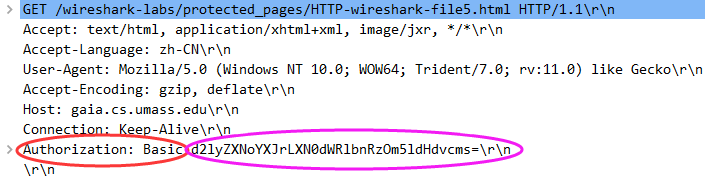 GET /wireshark-labs/protected_pages/HTTP-wireshark-file5.html HTTP/1.1\r\n
Accept: text/html, application/xhtml+xml, image/jxr, */*\r\n
Accept-Language: zh-CN\r\n
User-Agent: Mozilla/5.0 (Windows NT 10.0; WOW64; Trident/7.0; rv:11.0) like Gecko\r\n
Accept-Encoding: gzip, deflate\r\n
Host: gaia.cs.umass.edu\r\n
Connection: Keep-Alive\r\n
Authorization: Basic d2lyZXNoYXJrLXN0dWRlbnRzOm5ldHdvcms=\r\n
\r\n